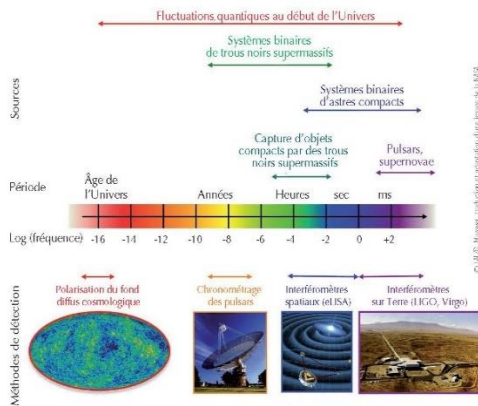 Fluctuations quantiques au début de l'Univers
Systèmes binaires
de trous noirs supermassifs
Systèmes binaires
d'astres compacts
Capture d'objets
compacts par des trous
noirs supermassifs
Pulsars,
supernovae
Sources
Période
Âge de
l'Univers
Années
Heures
sec
ms
Log (fréquence)
-16
-14
-12
-10
-8
-6
-4
-2
0
+2
Méthodes de détection
Polarisation du fond
diffus cosmologique
Chronométrage
des pulsars
Interféromètres
spatiaux (eLISA)
Interféromètres
sur Terre (LIGO, Virgo)